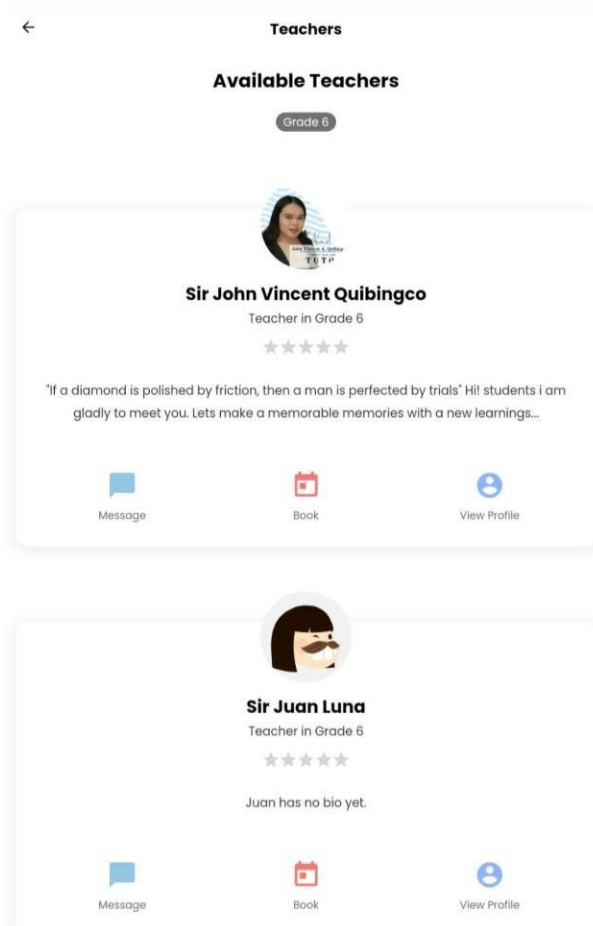 Teachers
Available Teachers
Grade 6
TUTO
Sir John Vincent Quibingco
Teacher in Grade 6
"If a diamond is polished by friction, then a man is perfected by trials" Hi! students i am
gladly to meet you. Lets make a memorable memories with a new learnings...
Message Book View Profile
Sir Juan Luna
Teacher in Grade 6
Juan has no bio yet.
Message Book View Profile